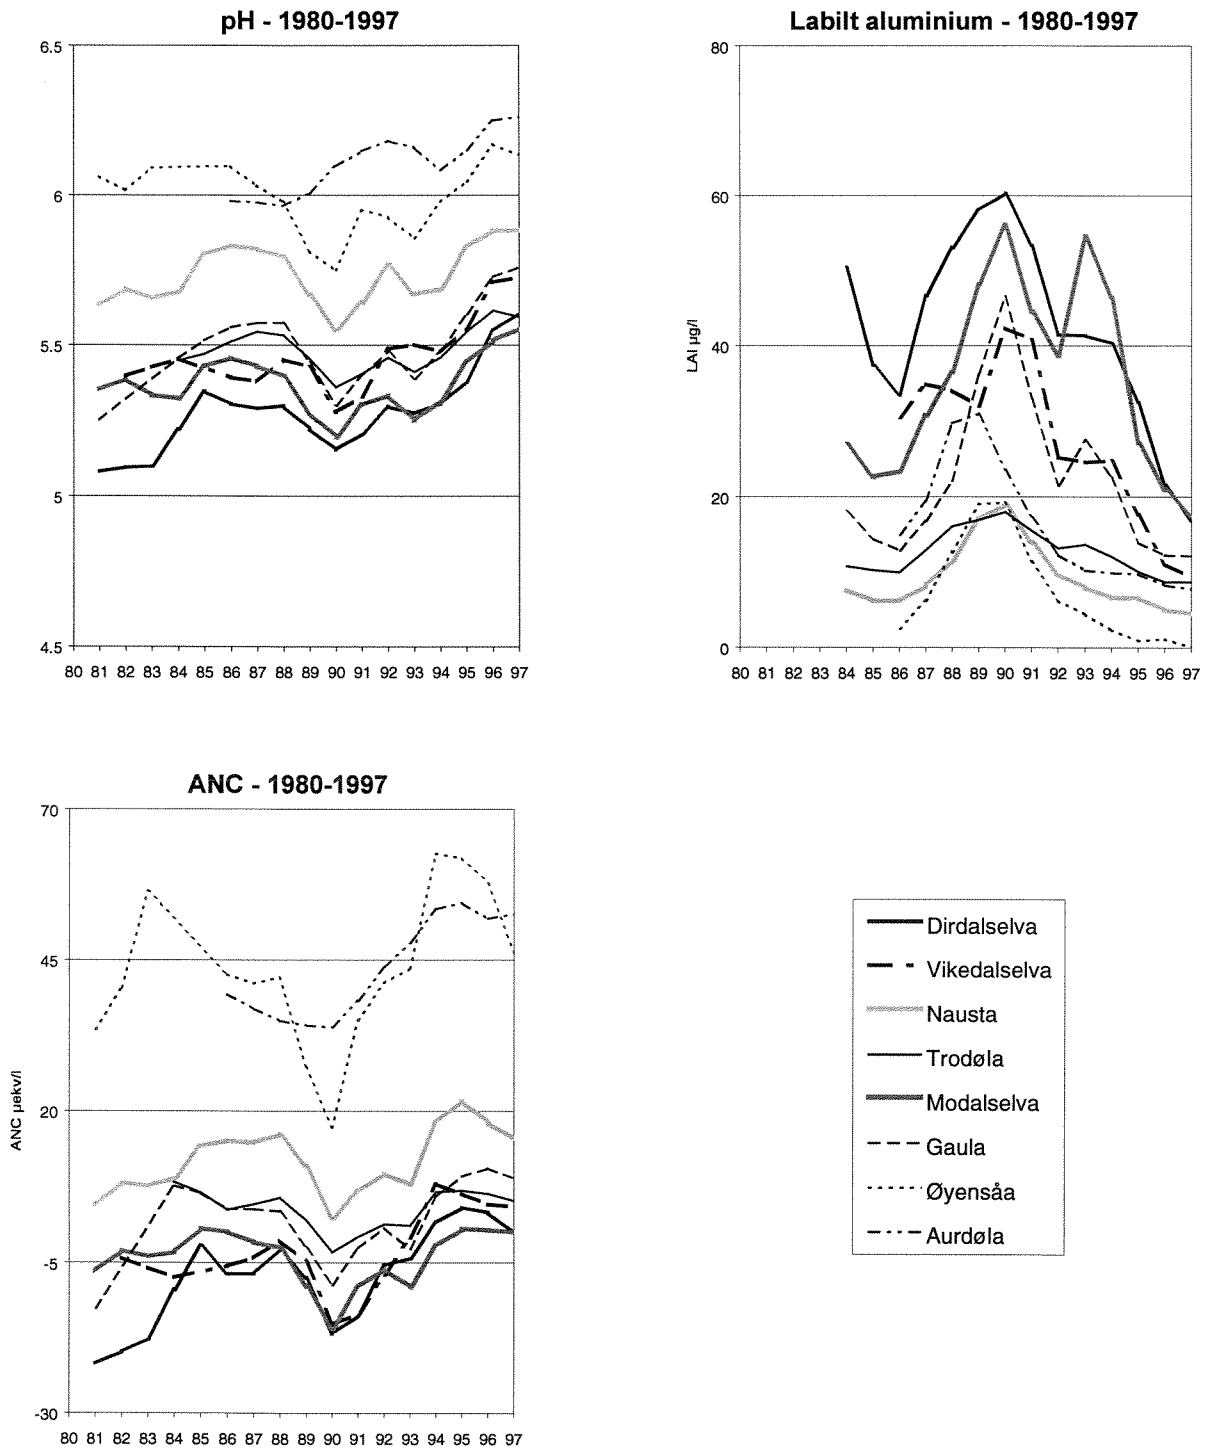 pH - 1980-1997
6.5
6
5.5
5
4.5
80 81 82 83 84 85 86 87 88 89 90 91 92 93 94 95 96 97
Labilt aluminium - 1980-1997
80
60
40
20
0
LAl µg/l
80 81 82 83 84 85 86 87 88 89 90 91 92 93 94 95 96 97
ANC - 1980-1997
70
45
20
-5
-30
ANC µekv/l
80 81 82 83 84 85 86 87 88 89 90 91 92 93 94 95 96 97
Dirdalselva
Vikedalselva
Nausta
Trodøla
Modalselva
Gaula
Øyensåa
Aurdøla